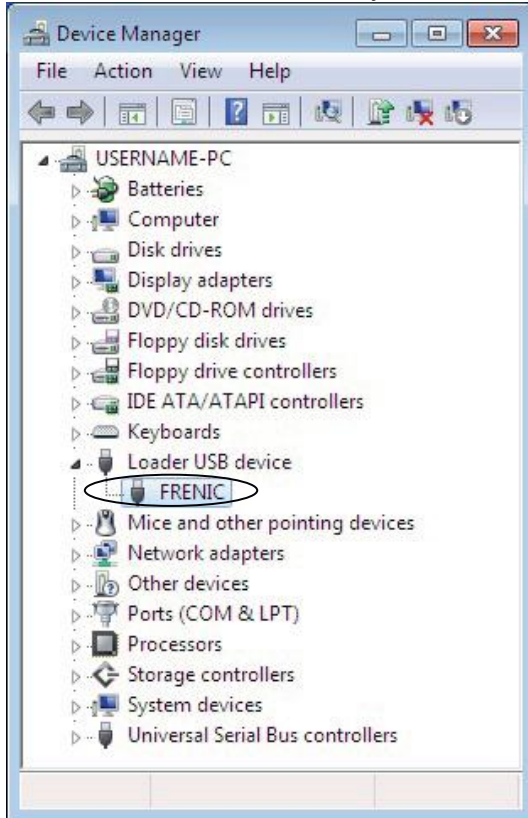 Device Manager
File Action View Help
USERNAME-PC
Batteries
Computer
Disk drives
Display adapters
DVD/CD-ROM drives
Floppy disk drives
Floppy drive controllers
IDE ATA/ATAPI controllers
Keyboards
Loader USB device
FRENIC
Mice and other pointing devices
Network adapters
Other devices
Ports (COM & LPT)
Processors
Storage controllers
System devices
Universal Serial Bus controllers